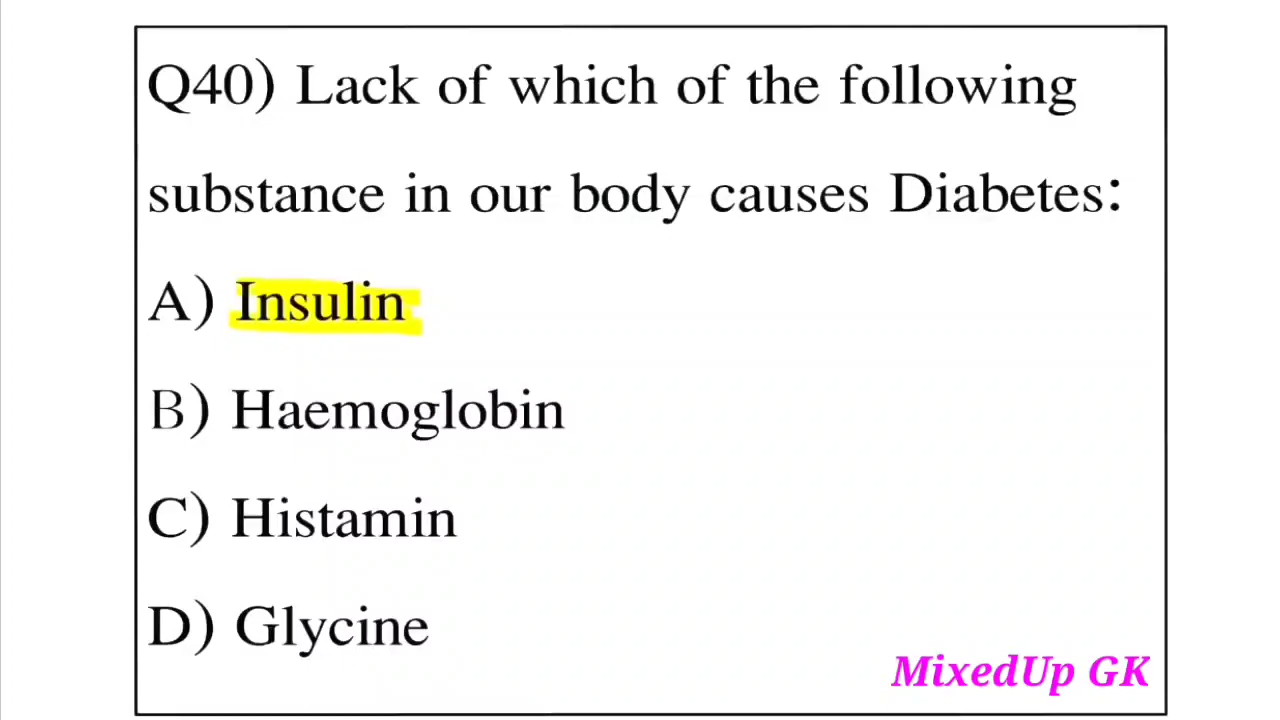 Q40) Lack of which of the following
substance in our body causes Diabetes:
A) Insulin
B) Haemoglobin
C) Histamin
D) Glycine
MixedUp GK